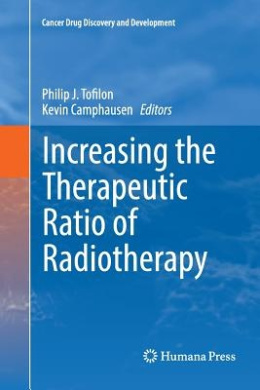 Cancer Drug Discovery and Development
Philip J. Tofilon
Kevin Camphausen Editors
Increasing the
Therapeutic
Ratio of
Radiotherapy
Humana Press